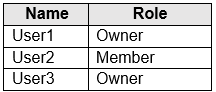 Name Role
User1 Owner
User2 Member
User3 Owner